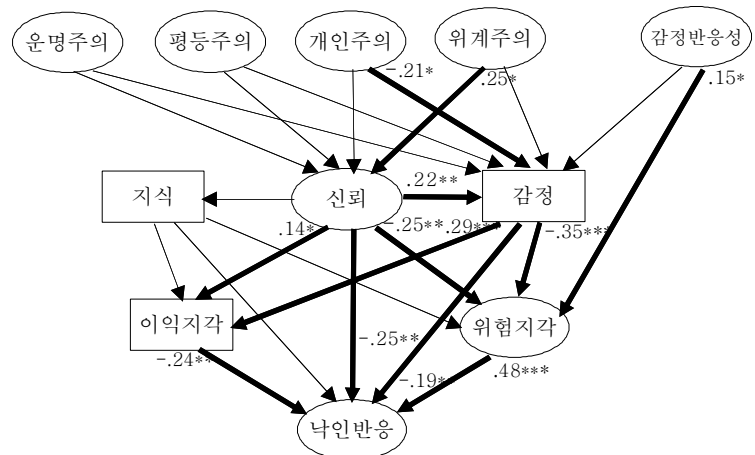 운명주의 평등주의 개인주의 위계주의 감정반응성
-.21* .25* .15*
지식 신뢰 .22** 감정
.14* -.25** .29** -.35***
이익지각 위험지각
-.24** -.25**
-.19** .48***
낙인반응